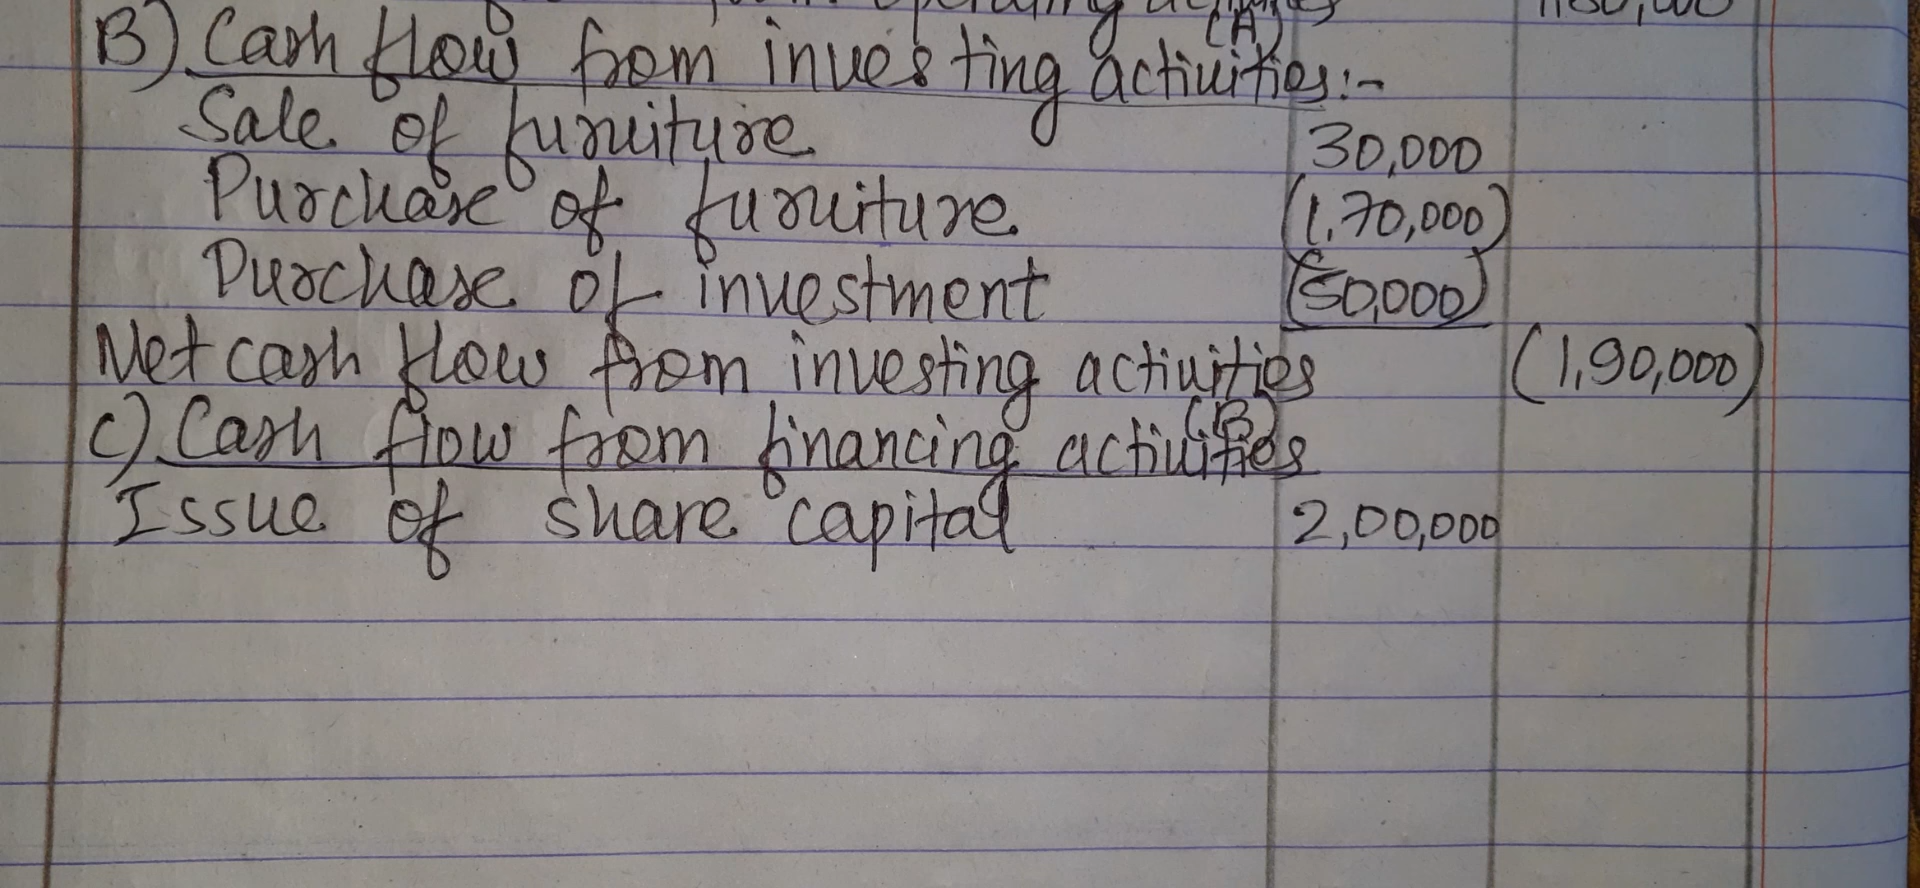 operating activities
(A)
B) Cash flow from investing activities:-
Sale of furniture 30,000
Purchase of furniture (1,70,000)
Purchase of investment (50,000)
Net cash flow from investing activities (1,90,000)
(B)
C) Cash flow from financing activities
Issue of share capital 2,00,000